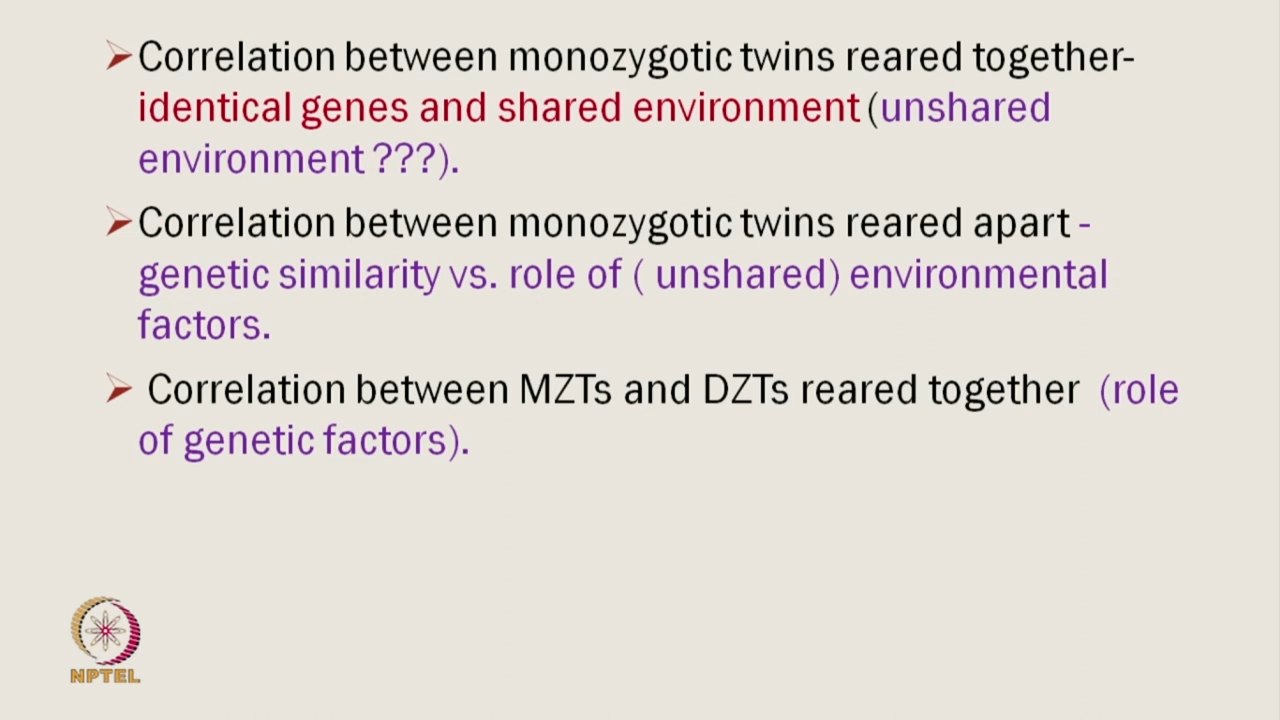 ➢Correlation between monozygotic twins reared together-
identical genes and shared environment (unshared
environment ???).
➢Correlation between monozygotic twins reared apart -
genetic similarity vs. role of ( unshared) environmental
factors.
➢ Correlation between MZTs and DZTs reared together (role
of genetic factors).
NPTEL